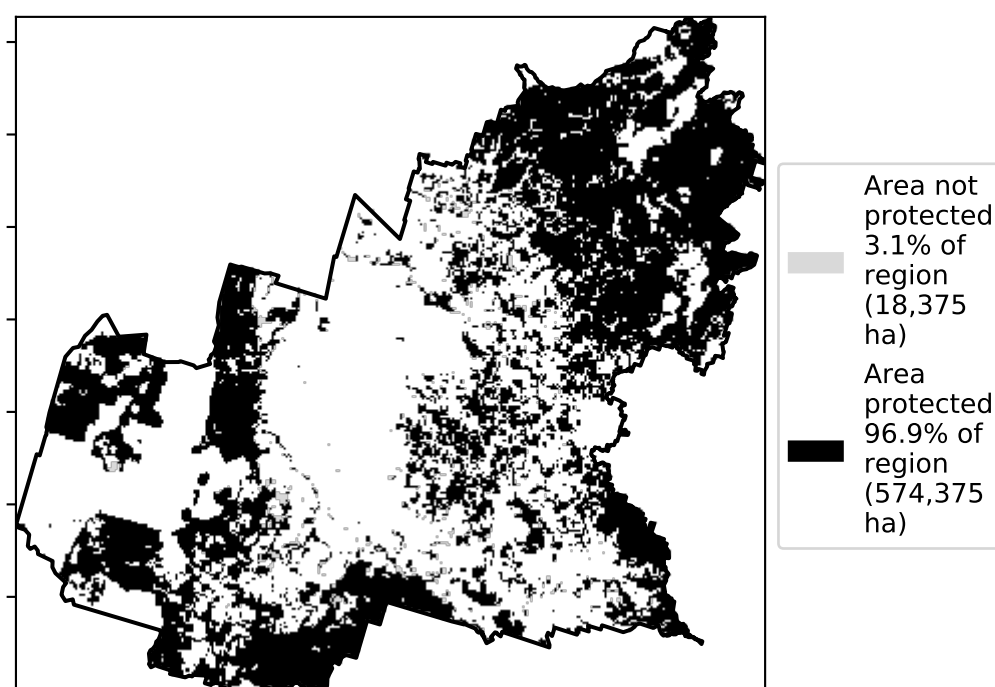 Area not
protected
3.1% of
region
(18,375
ha)
Area
protected
96.9% of
region
(574,375
ha)